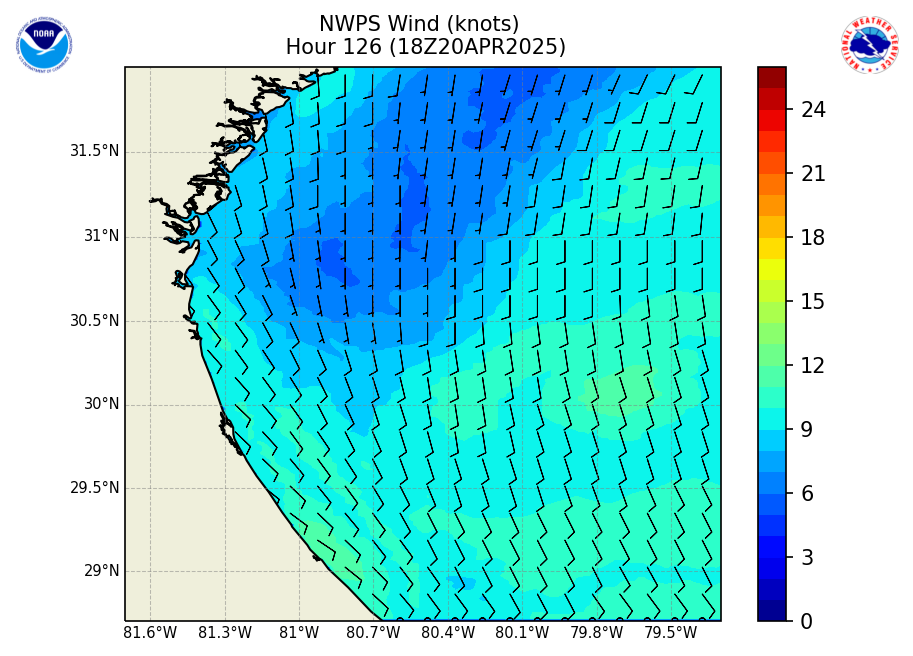 NWPS Wind (knots)
Hour 126 (18Z20APR2025)
NOAA
NATIONAL WEATHER SERVICE
31.5°N
31°N
30.5°N
30°N
29.5°N
29°N
81.6°W 81.3°W 81°W 80.7°W 80.4°W 80.1°W 79.8°W 79.5°W
24
21
18
15
12
9
6
3
0